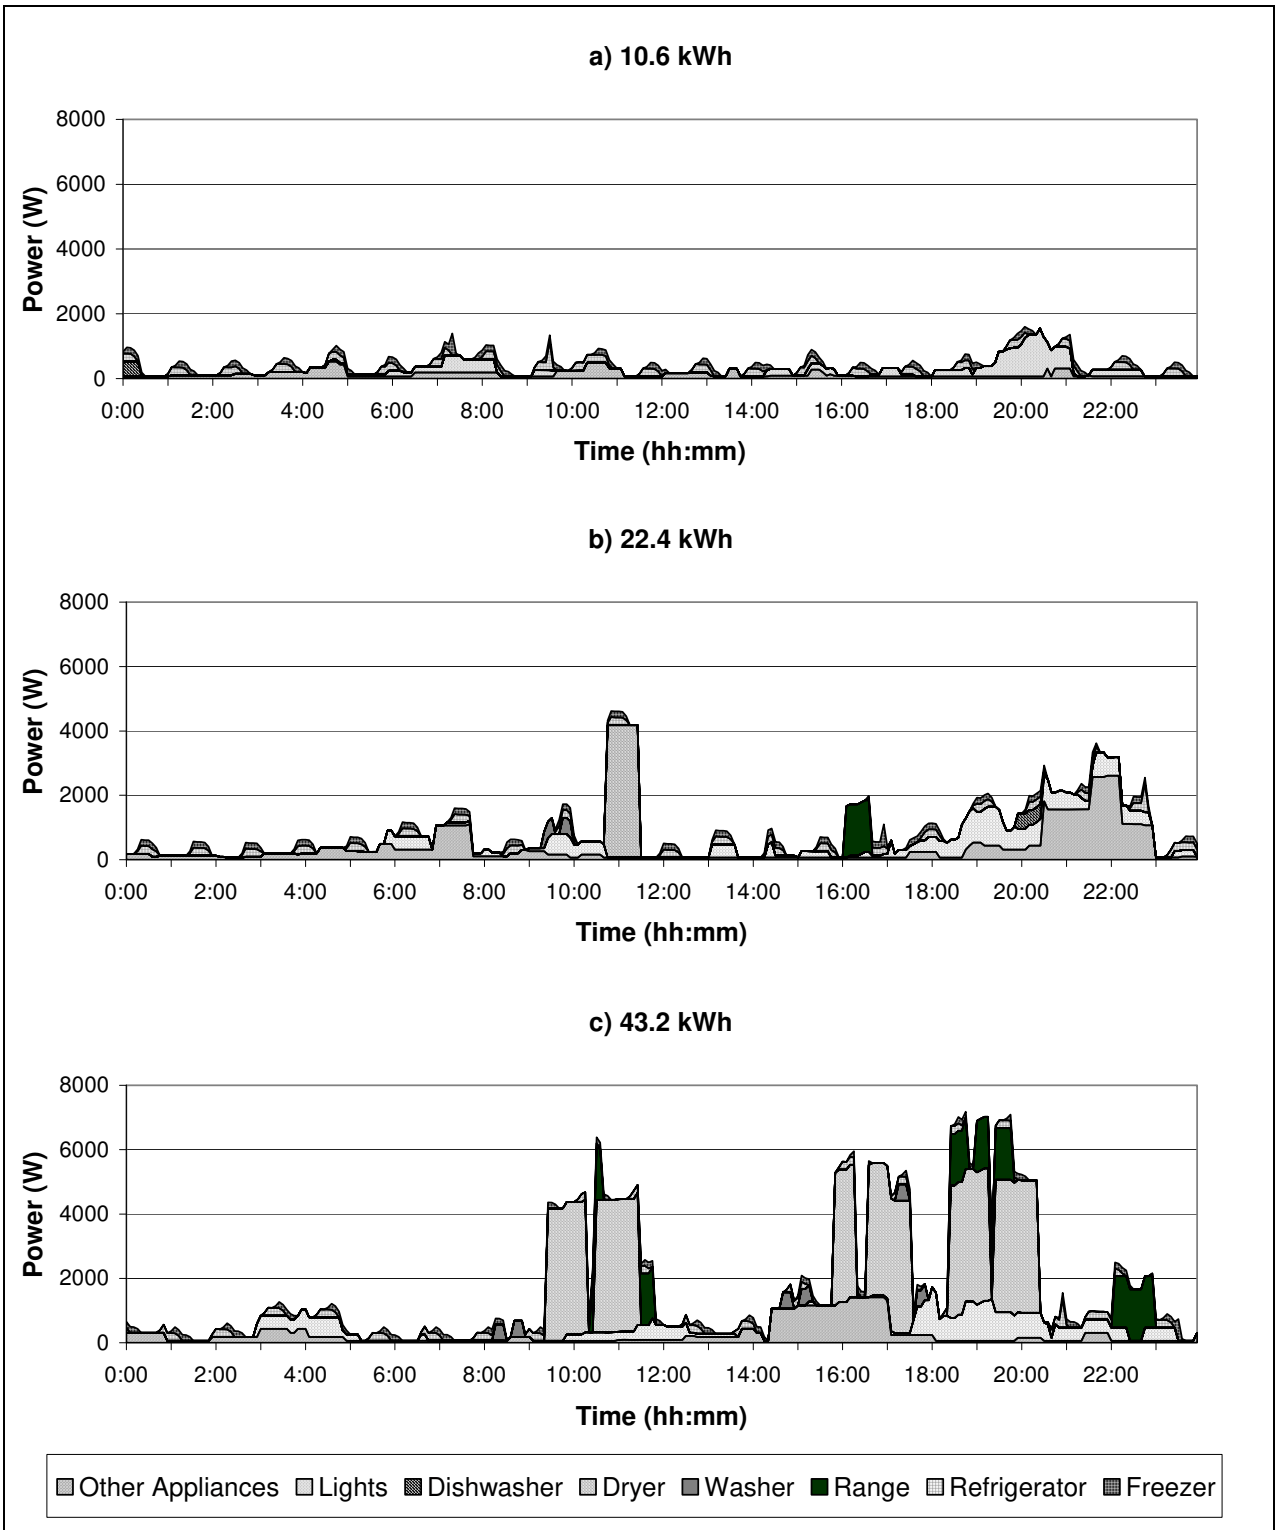 a) 10.6 kWh
8000
6000
4000
2000
0
Power (W)
0:00 2:00 4:00 6:00 8:00 10:00 12:00 14:00 16:00 18:00 20:00 22:00
Time (hh:mm)
b) 22.4 kWh
8000
6000
4000
2000
0
Power (W)
0:00 2:00 4:00 6:00 8:00 10:00 12:00 14:00 16:00 18:00 20:00 22:00
Time (hh:mm)
c) 43.2 kWh
8000
6000
4000
2000
0
Power (W)
0:00 2:00 4:00 6:00 8:00 10:00 12:00 14:00 16:00 18:00 20:00 22:00
Time (hh:mm)
Other Appliances Lights Dishwasher Dryer Washer Range Refrigerator Freezer